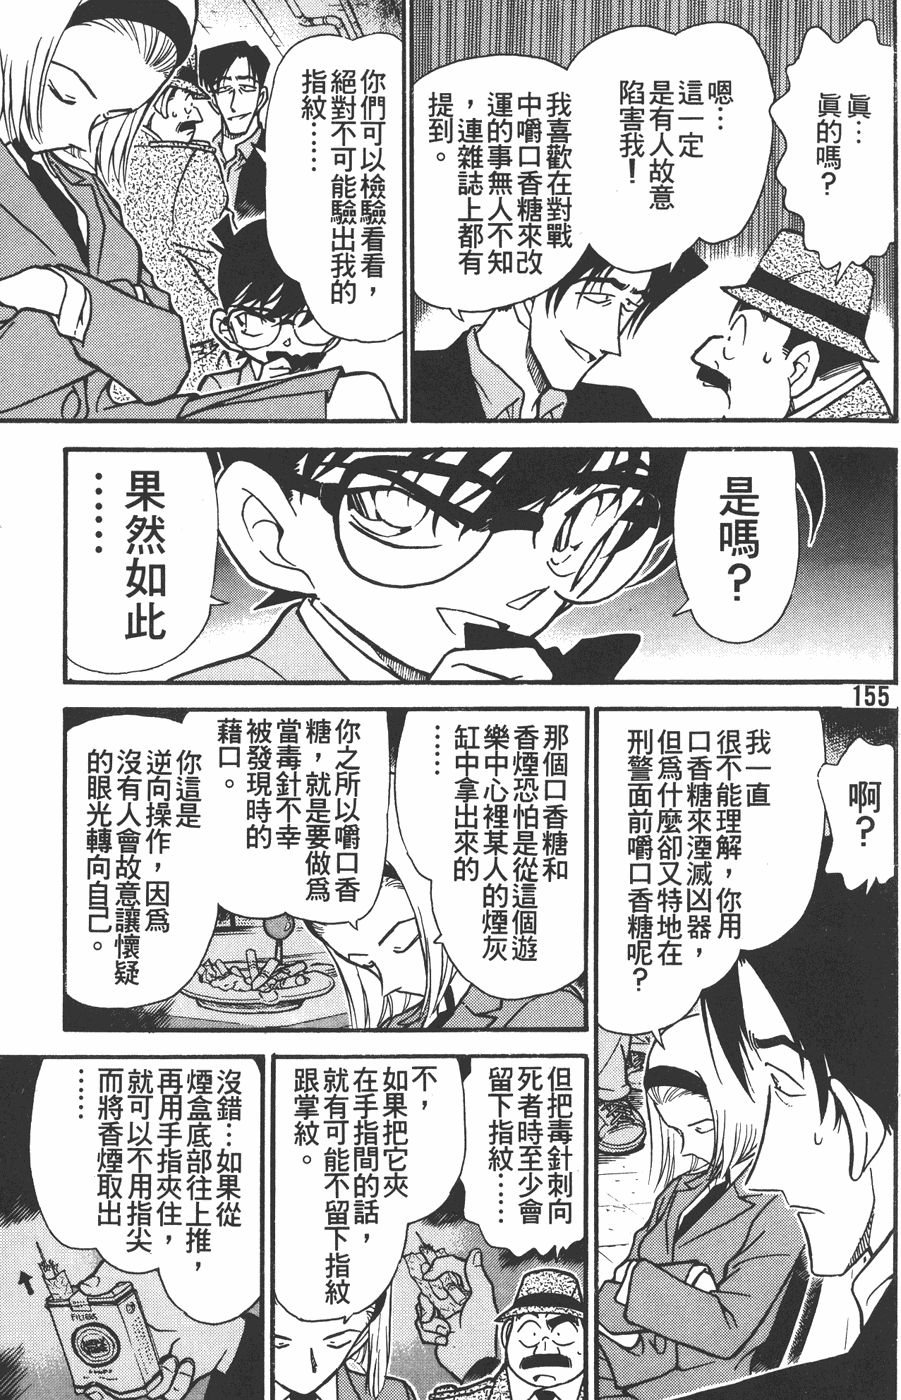 眞…
眞的嗎？
嗯…
這一定
是有人故意
陷害我！
我喜歡在對戰
中嚼口香糖來改
運的事無人不知
，連雜誌上都有
提到。
你們可以檢驗看看，
絕對不可能驗出我的
指紋……
是嗎？
果然如此
……
155
啊？
我一直
很不能理解，你用
口香糖來湮滅凶器，
但為什麼卻又特地在
刑警面前嚼口香糖呢？
那個口香糖和
香煙恐怕是從這個遊
樂中心裡某人的煙灰
缸中拿出來的
……
你之所以嚼口香
糖，就是要做為
當毒針不幸
被發現時的
藉口。
你這是
逆向操作，因為
沒有人會故意讓懷疑
的眼光轉向自己。
但把毒針刺向
死者時至少會
留下指紋……
不，
如果把它夾
在手指間的話，
就有可能不留下指紋
跟掌紋。
沒錯…如果從
煙盒底部往上推，
再用手指夾住，
就可以不用指尖
而將香煙取出
……
FILTERS